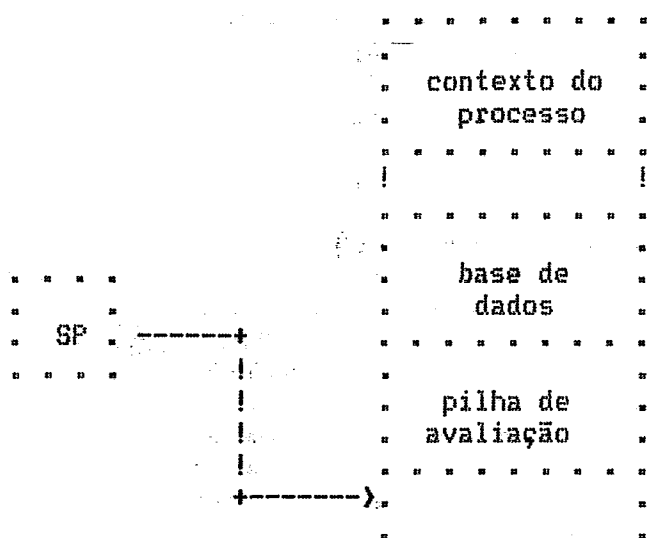 contexto do
processo
base de
dados
SP
pilha de
avaliação